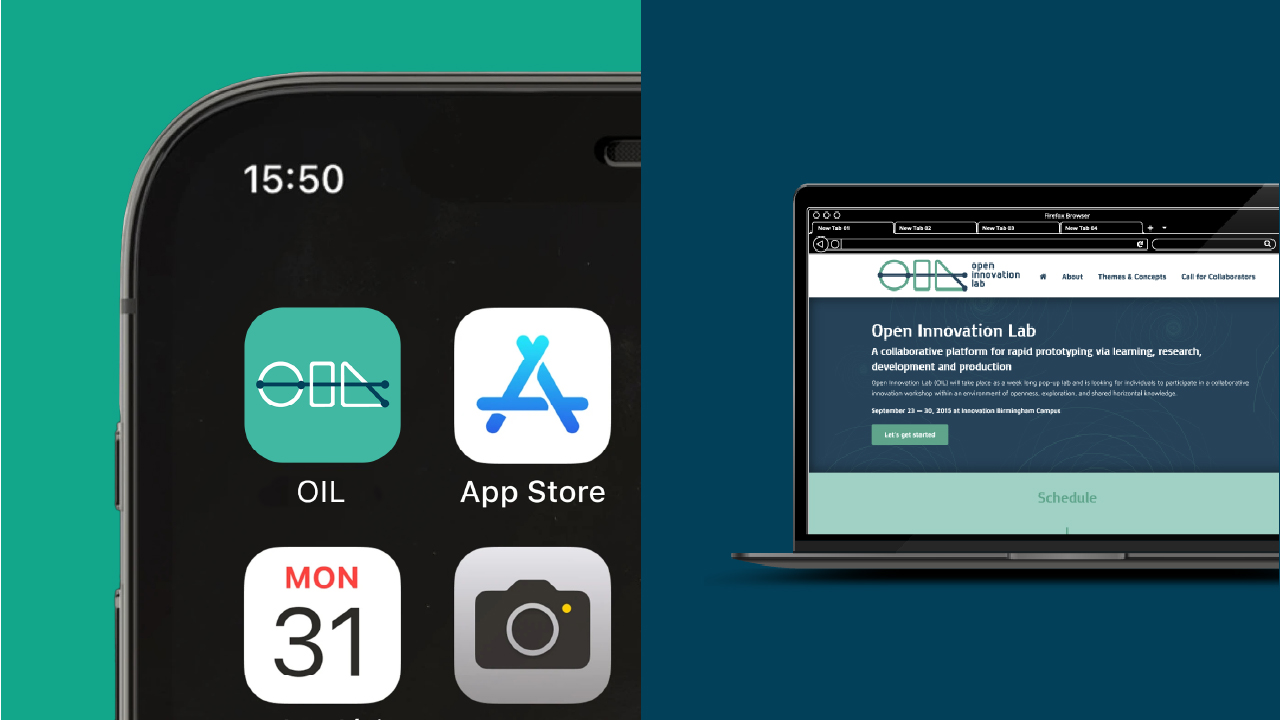 15:50
OIL
OIL
App Store
MON
31
Firefox Browser
New Tab 01
New Tab 02
New Tab 03
New Tab 04
OIL
open
innovation
lab
About
Themes & Concepts
Call for Collaborators
Open Innovation Lab
A collaborative platform for rapid prototyping via learning, research,
development and production
Open Innovation Lab (OIL) will take place as a week long pop-up lab and is looking for individuals to participate in a collaborative
innovation workshop within an environment of openness, exploration, and shared horizontal knowledge.
September 23 — 30, 2015 at Innovation Birmingham Campus
Let's get started
Schedule